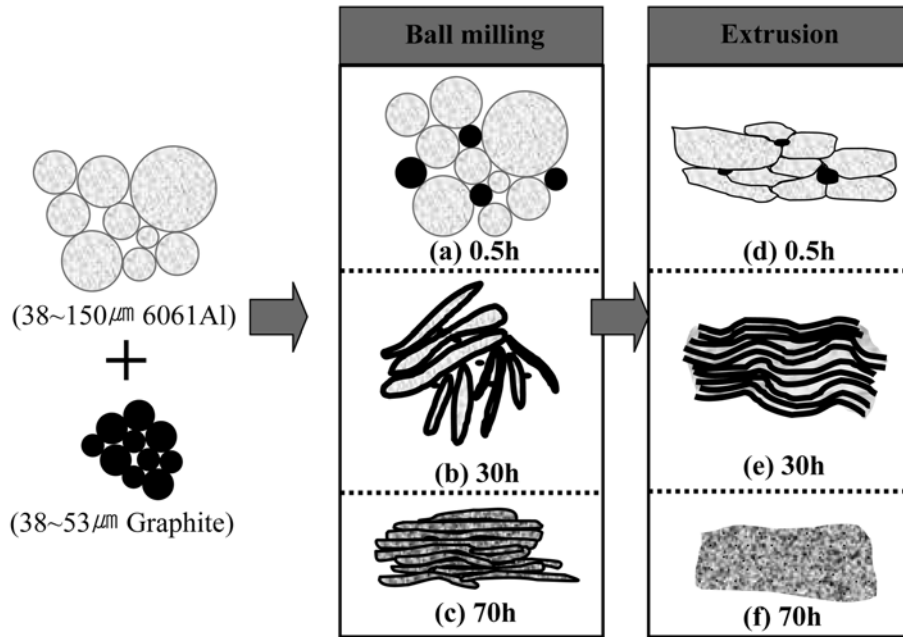 Ball milling
Extrusion
(38~150㎛ 6061Al)
+
(38~53㎛ Graphite)
(a) 0.5h
(b) 30h
(c) 70h
(d) 0.5h
(e) 30h
(f) 70h